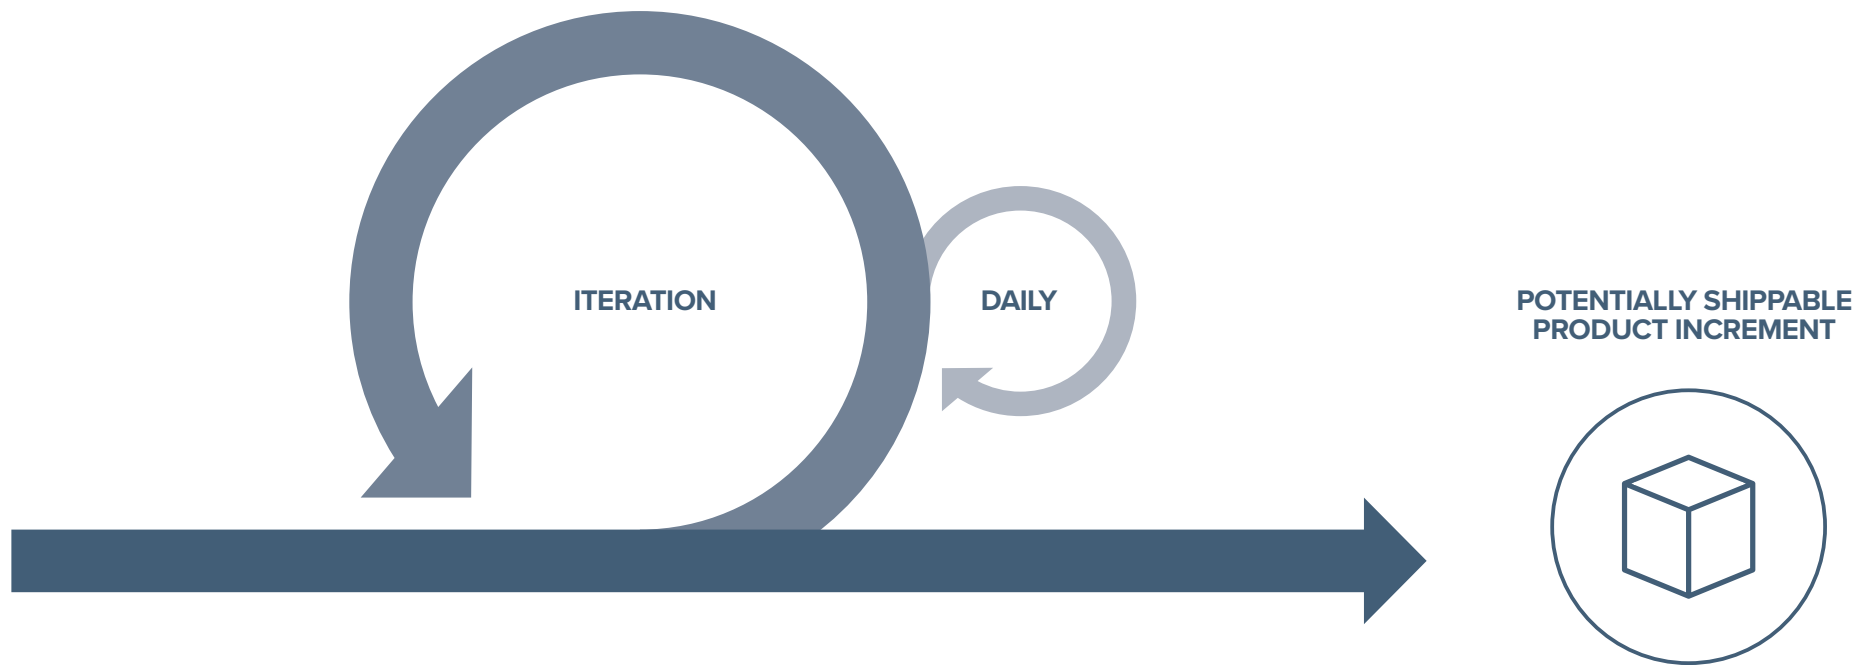 ITERATION
DAILY
POTENTIALLY SHIPPABLE
PRODUCT INCREMENT